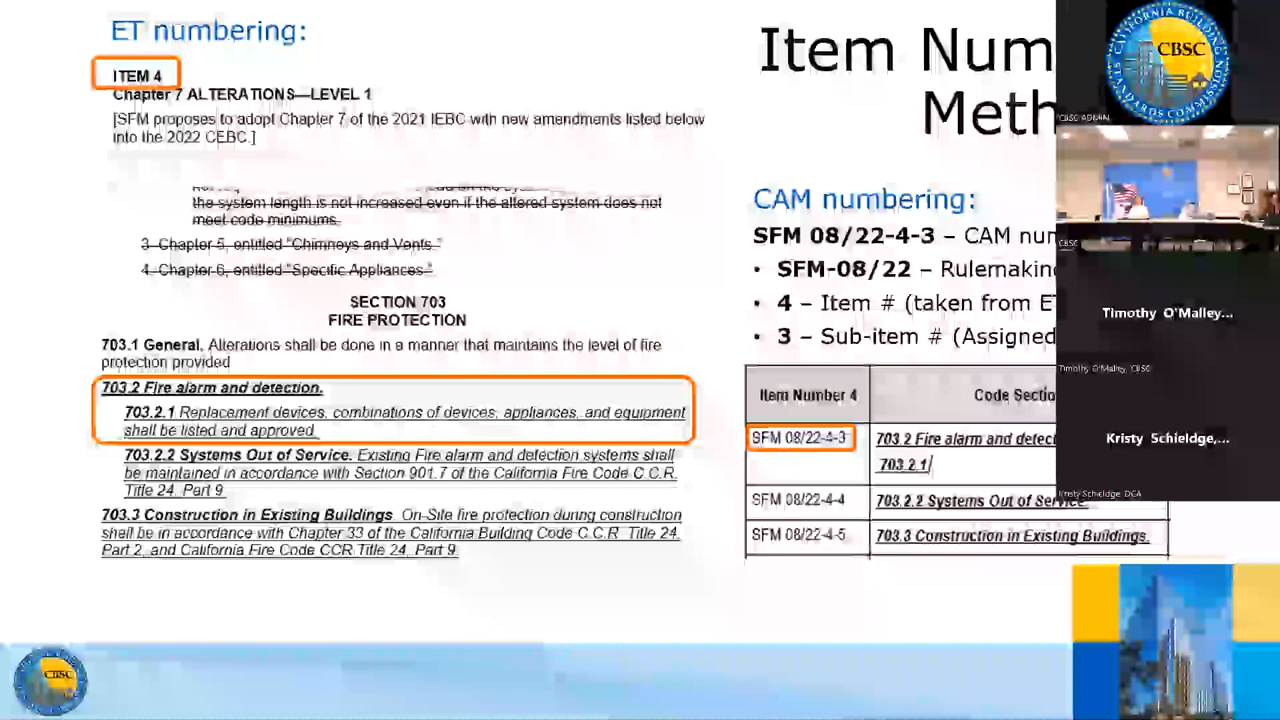 ET numbering:
ITEM 4
Chapter 7 ALTERATIONS—LEVEL 1
[SFM proposes to adopt Chapter 7 of the 2021 IEBC with new amendments listed below
into the 2022 CEBC.]
the system length is not increased even if the altered system does not
meet code minimums.
3. Chapter 5, entitled "Chimneys and Vents."
4. Chapter 6, entitled "Specific Appliances."
SECTION 703
FIRE PROTECTION
703.1 General. Alterations shall be done in a manner that maintains the level of fire
protection provided
703.2 Fire alarm and detection.
703.2.1 Replacement devices, combinations of devices, appliances, and equipment
shall be listed and approved.
703.2.2 Systems Out of Service. Existing Fire alarm and detection systems shall
be maintained in accordance with Section 901.7 of the California Fire Code C.C.R.
Title 24, Part 9
703.3 Construction in Existing Buildings. On-Site fire protection during construction
shall be in accordance with Chapter 33 of the California Building Code C.C.R. Title 24,
Part 2, and California Fire Code CCR Title 24, Part 9.
Item Num
Meth
CAM numbering:
SFM 08/22-4-3 – CAM num
• SFM-08/22 – Rulemaking
• 4 – Item # (taken from E
• 3 – Sub-item # (Assigned
Item Number 4
Code Sectio
SFM 08/22-4-3
703.2 Fire alarm and detec
703.2.1
SFM 08/22-4-4
703.2.2 Systems Out of Service.
SFM 08/22-4-5
703.3 Construction in Existing Buildings.
CALIFORNIA BUILDING STANDARDS COMMISSION
CBSC
CBSC ADMIN
CBSC
Timothy O'Malley...
Timothy O'Malley, CBSC
Kristy Schieldge,...
Kristy Schieldge, DCA
CBSC